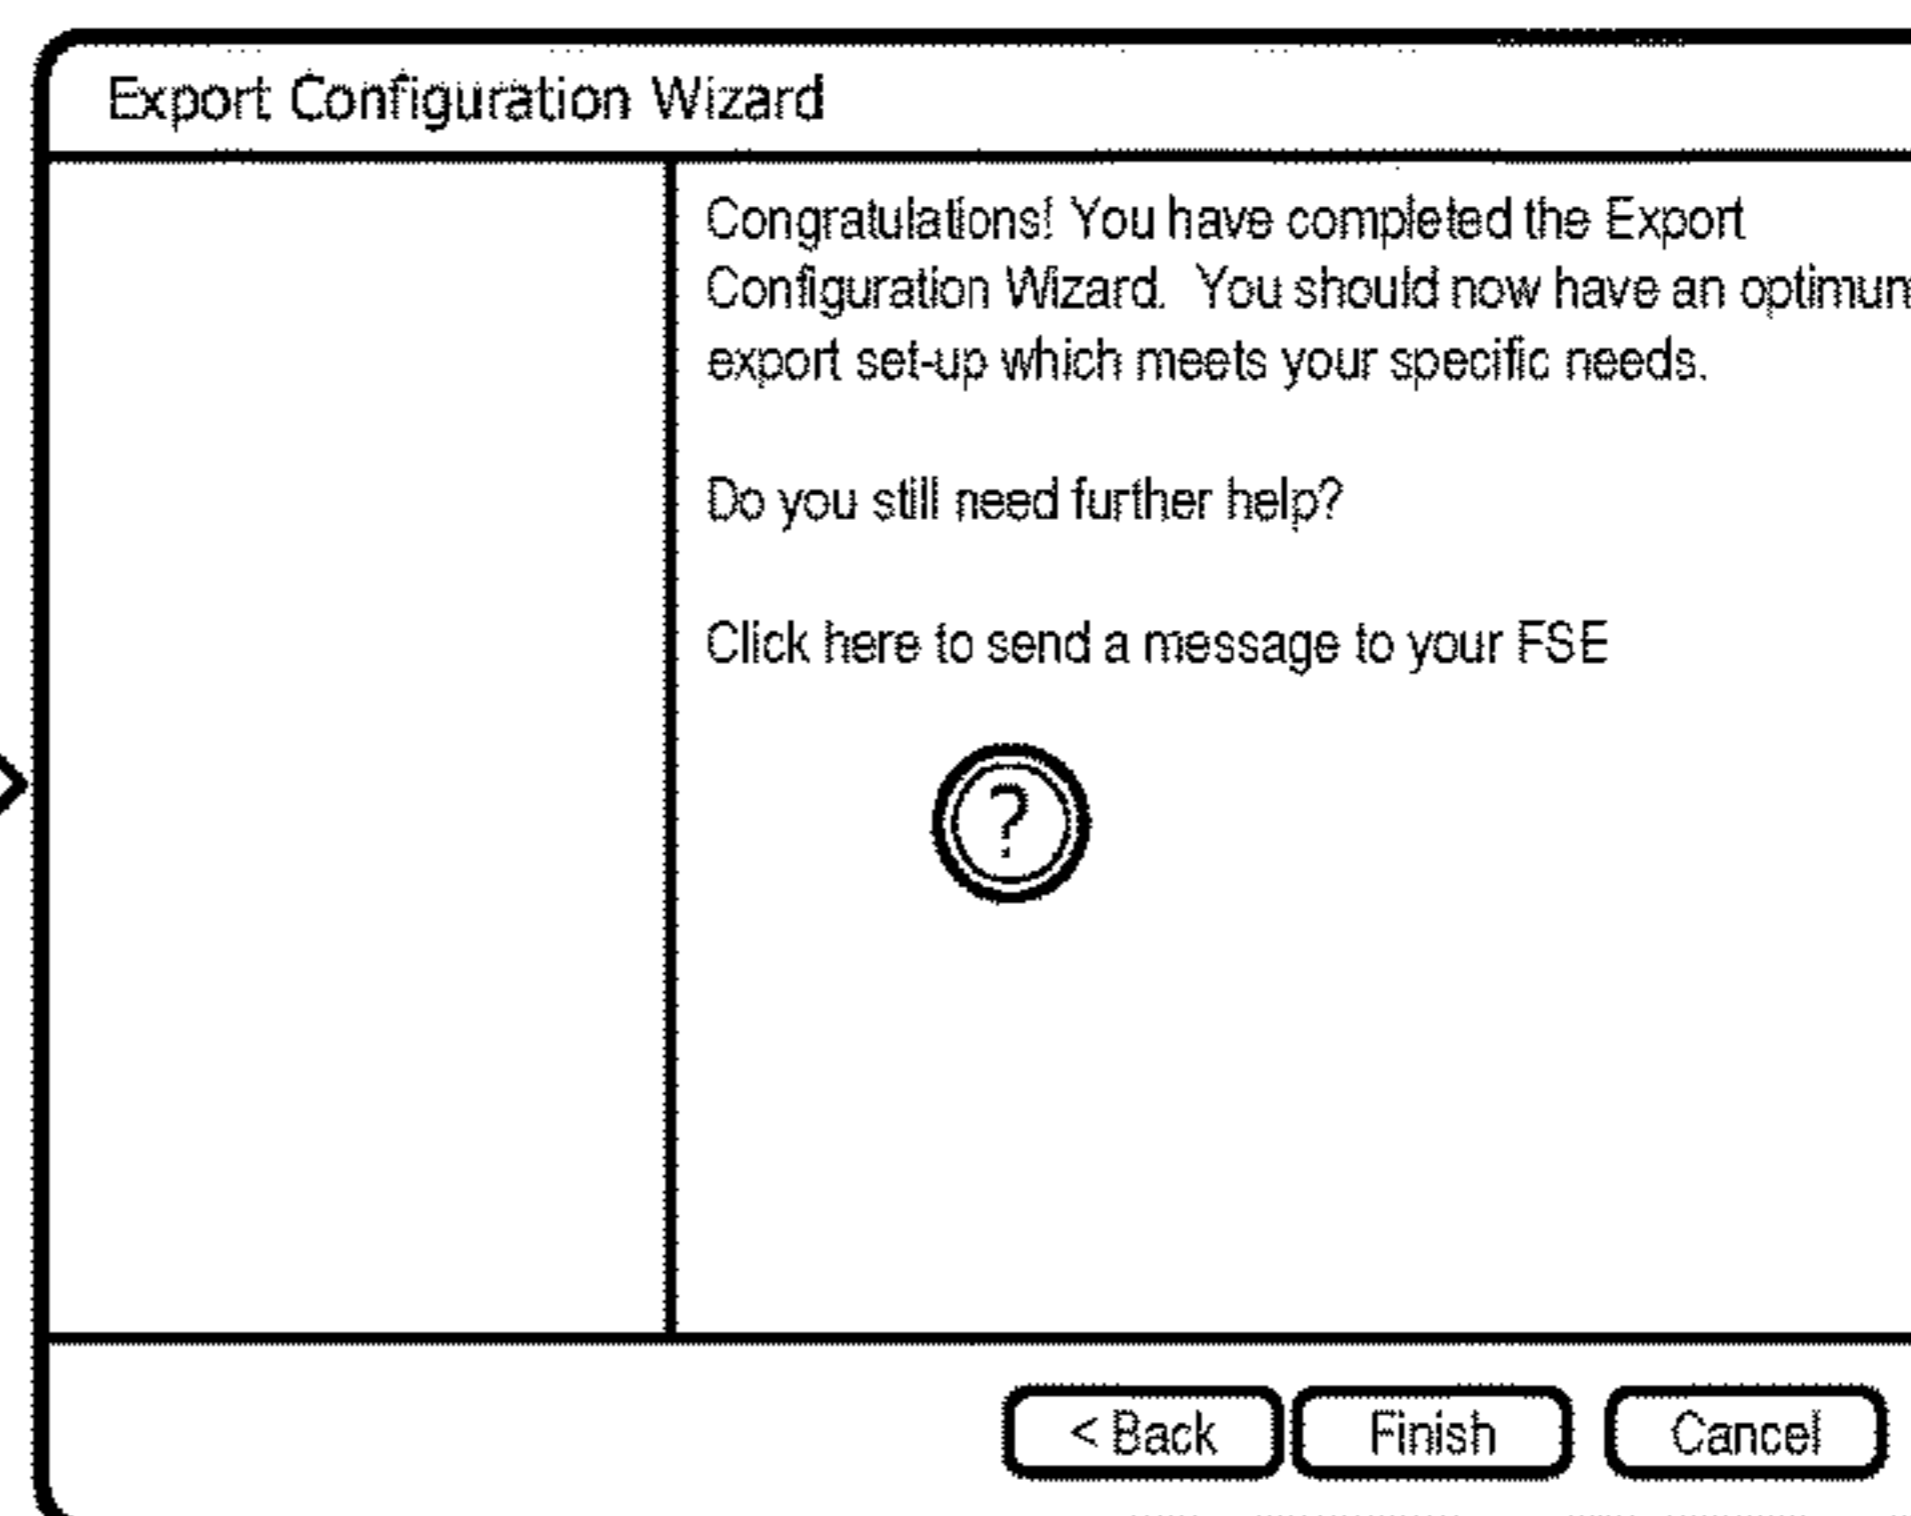 Export Configuration Wizard
Congratulations! You have completed the Export
Configuration Wizard.  You should now have an optimum
export set-up which meets your specific needs.
Do you still need further help?
Click here to send a message to your FSE
?
< Back
Finish
Cancel